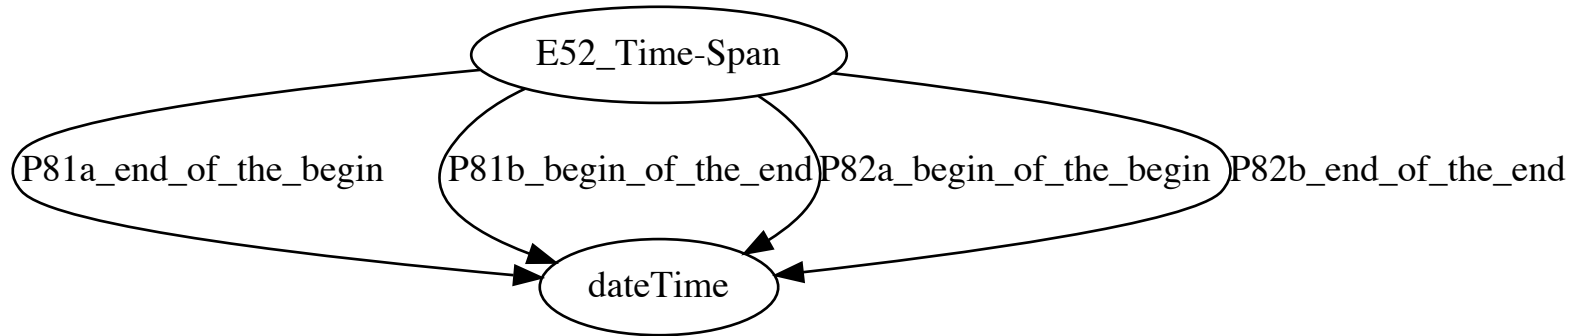 E52_Time-Span
P81a_end_of_the_begin
P81b_begin_of_the_end
P82a_begin_of_the_begin
P82b_end_of_the_end
dateTime